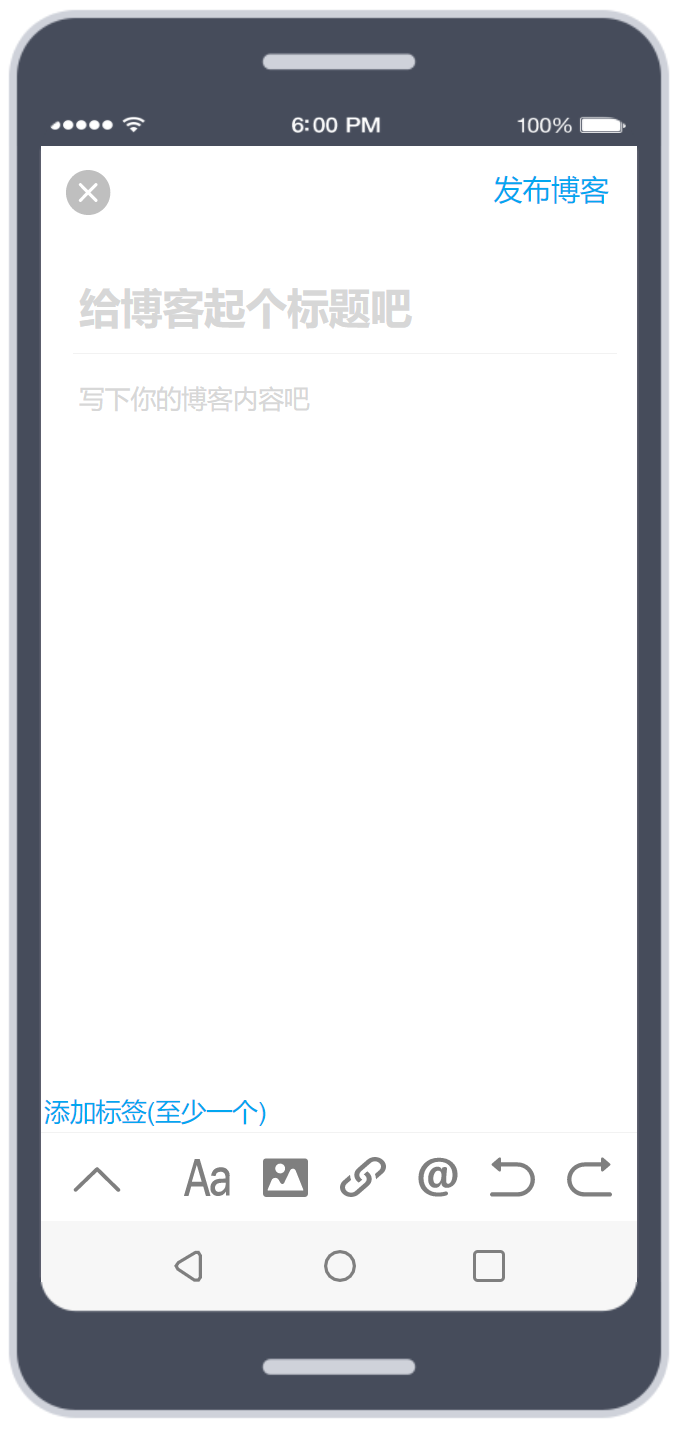 6:00 PM
100%
发布博客
给博客起个标题吧
写下你的博客内容吧
添加标签(至少一个)
Aa
@